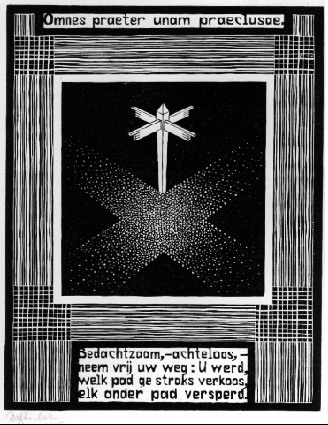 Omnes praeter unam praeclusae.
Bedachtzaam,-achteloos,-
neem vrij uw weg: U werd,
welk pad ge straks verkoos,
elk ander pad versperd.